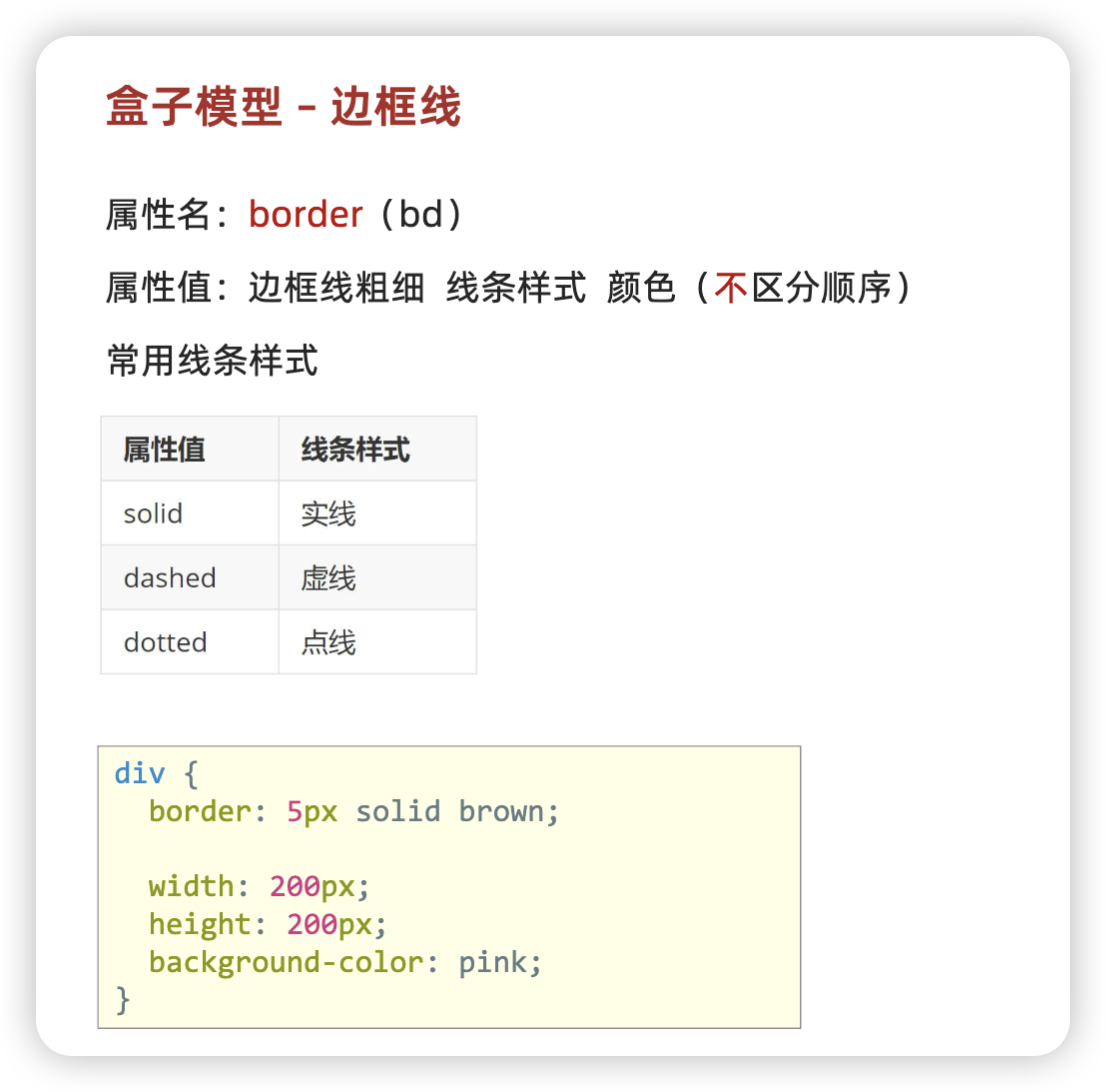 盒子模型 – 边框线
属性名：border（bd）
属性值：边框线粗细 线条样式 颜色（不区分顺序）
常用线条样式
属性值 线条样式
solid 实线
dashed 虚线
dotted 点线
div {
  border: 5px solid brown;
  width: 200px;
  height: 200px;
  background-color: pink;
}